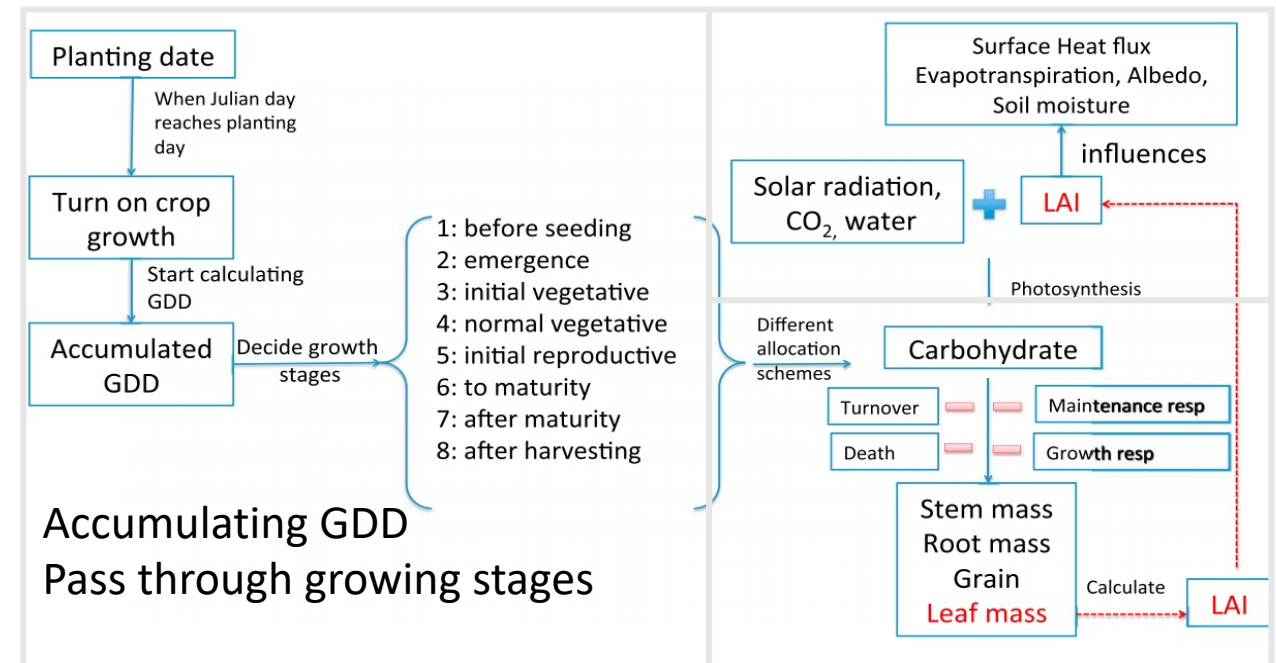 Planting date
When Julian day
reaches planting
day
Turn on crop
growth
Start calculating
GDD
Accumulated
GDD
Decide growth
stages
1: before seeding
2: emergence
3: initial vegetative
4: normal vegetative
5: initial reproductive
6: to maturity
7: after maturity
8: after harvesting
Accumulating GDD
Pass through growing stages
Surface Heat flux
Evapotranspiration, Albedo,
Soil moisture
influences
Solar radiation,
CO₂, water
LAI
Photosynthesis
Different
allocation
schemes
Carbohydrate
Turnover
Maintenance resp
Death
Growth resp
Stem mass
Root mass
Grain
Leaf mass
Calculate
LAI